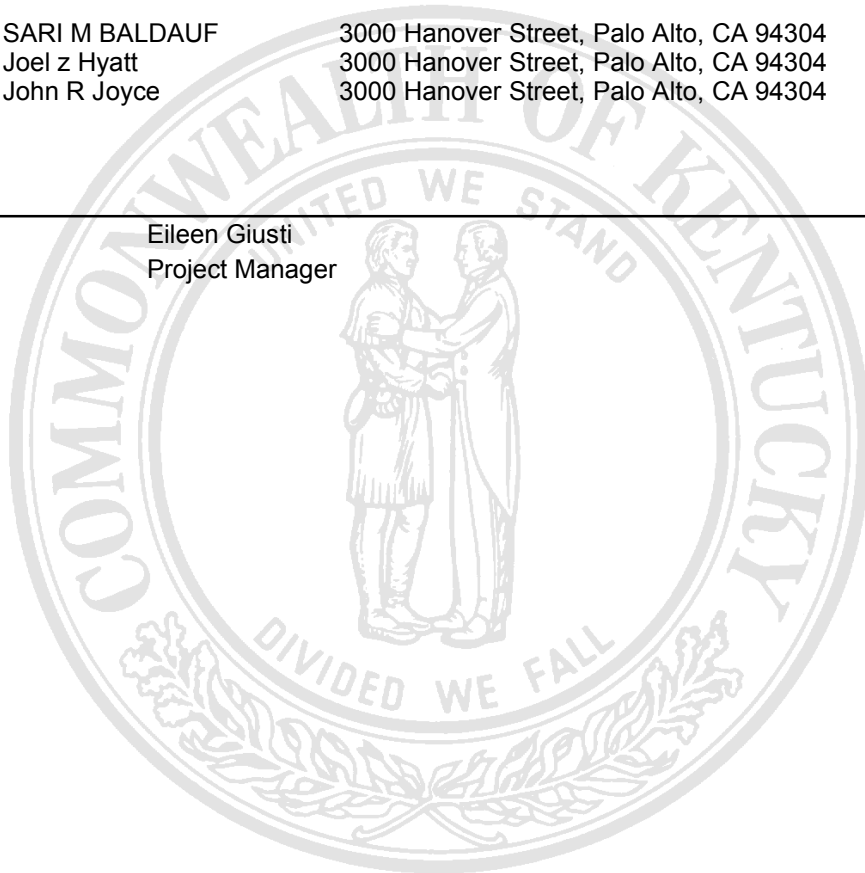 SARI M BALDAUF 3000 Hanover Street, Palo Alto, CA 94304
Joel z Hyatt 3000 Hanover Street, Palo Alto, CA 94304
John R Joyce 3000 Hanover Street, Palo Alto, CA 94304
COMMONWEALTH OF KENTUCKY
UNITED WE STAND
Eileen Giusti
Project Manager
DIVIDED WE FALL